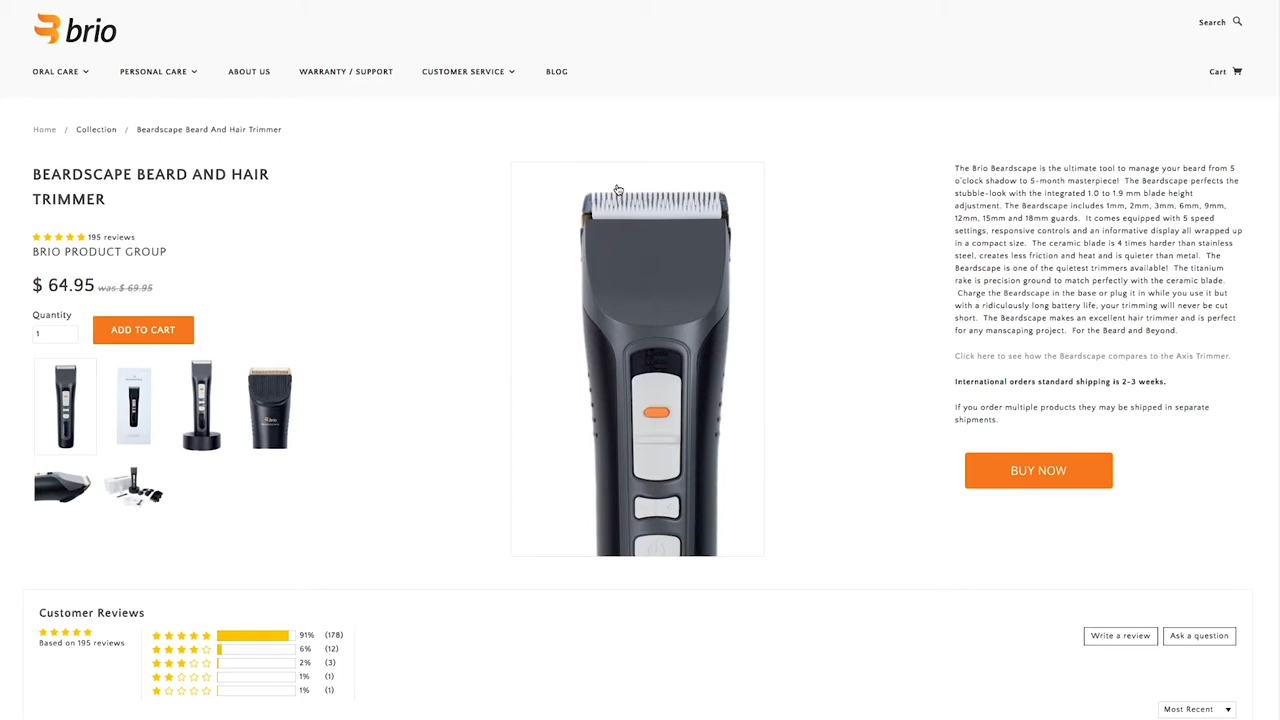 brio
Search
ORAL CARE
PERSONAL CARE
ABOUT US
WARRANTY / SUPPORT
CUSTOMER SERVICE
BLOG
Cart
Home / Collection / Beardscape Beard And Hair Trimmer
BEARDSCAPE BEARD AND HAIR
TRIMMER
195 reviews
BRIO PRODUCT GROUP
$ 64.95 was $ 69.95
Quantity
1
ADD TO CART
The Brio Beardscape is the ultimate tool to manage your beard from 5
o'clock shadow to 5-month masterpiece! The Beardscape perfects the
stubble-look with the integrated 1.0 to 1.9 mm blade height
adjustment. The Beardscape includes 1mm, 2mm, 3mm, 6mm, 9mm,
12mm, 15mm and 18mm guards. It comes equipped with 5 speed
settings, responsive controls and an informative display all wrapped up
in a compact size. The ceramic blade is 4 times harder than stainless
steel, creates less friction and heat and is quieter than metal. The
Beardscape is one of the quietest trimmers available! The titanium
rake is precision ground to match perfectly with the ceramic blade.
Charge the Beardscape in the base or plug it in while you use it but
with a ridiculously long battery life, your trimming will never be cut
short. The Beardscape makes an excellent hair trimmer and is perfect
for any manscaping project. For the Beard and Beyond.
Click here to see how the Beardscape compares to the Axis Trimmer.
International orders standard shipping is 2-3 weeks.
If you order multiple products they may be shipped in separate
shipments.
BUY NOW
brio
Customer Reviews
Based on 195 reviews
91% (178)
6% (12)
2% (3)
1% (1)
1% (1)
Write a review
Ask a question
Most Recent